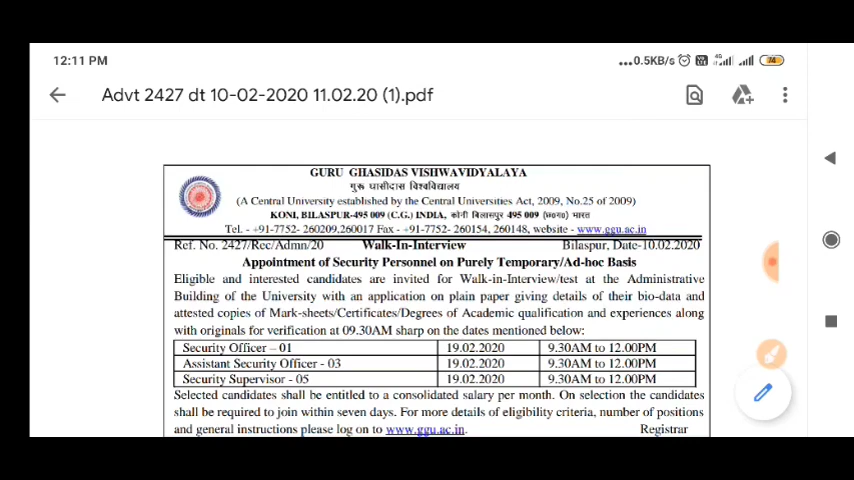 12:11 PM
...0.5KB/s 4G 74
Advt 2427 dt 10-02-2020 11.02.20 (1).pdf
GURU GHASIDAS VISHWAVIDYALAYA
गुरू घासीदास विश्वविद्यालय
(A Central University established by the Central Universities Act, 2009, No.25 of 2009)
KONI, BILASPUR-495 009 (C.G.) INDIA, कोनी बिलासपुर 495 009 (छ०ग०) भारत
Tel. - +91-7752- 260209,260017 Fax - +91-7752- 260154, 260148, website - www.ggu.ac.in
Ref. No. 2427/Rec/Admn/20 Walk-In-Interview Bilaspur, Date-10.02.2020
Appointment of Security Personnel on Purely Temporary/Ad-hoc Basis
Eligible and interested candidates are invited for Walk-in-Interview/test at the Administrative
Building of the University with an application on plain paper giving details of their bio-data and
attested copies of Mark-sheets/Certificates/Degrees of Academic qualification and experiences along
with originals for verification at 09.30AM sharp on the dates mentioned below:
Security Officer – 01 19.02.2020 9.30AM to 12.00PM
Assistant Security Officer - 03 19.02.2020 9.30AM to 12.00PM
Security Supervisor - 05 19.02.2020 9.30AM to 12.00PM
Selected candidates shall be entitled to a consolidated salary per month. On selection the candidates
shall be required to join within seven days. For more details of eligibility criteria, number of positions
and general instructions please log on to www.ggu.ac.in. Registrar